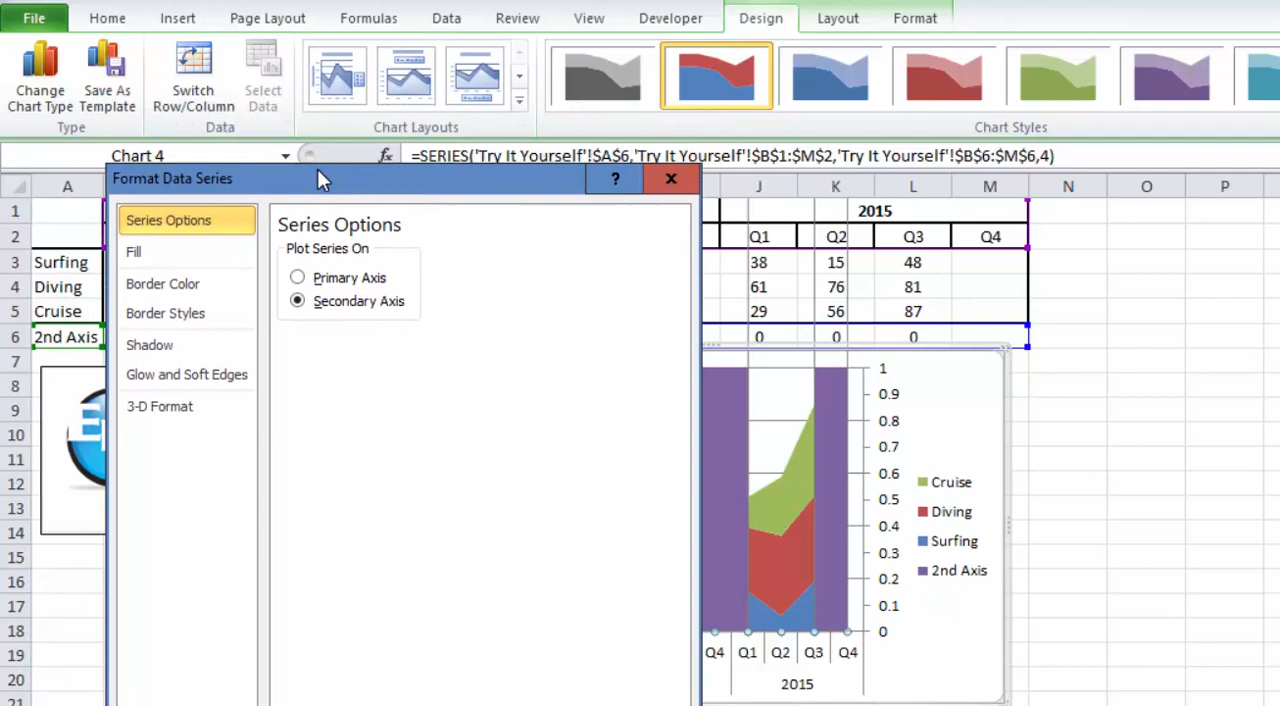 File Home Insert Page Layout Formulas Data Review View Developer Design Layout Format
Change Chart Type Save As Template Switch Row/Column Select Data
Type Data Chart Layouts Chart Styles
Chart 4 fx =SERIES('Try It Yourself'!$A$6,'Try It Yourself'!$B$1:$M$2,'Try It Yourself'!$B$6:$M$6,4)
Format Data Series ? X
A J K L M N O P
1 2015
2 Q1 Q2 Q3 Q4
3 Surfing 38 15 48
4 Diving 61 76 81
5 Cruise 29 56 87
6 2nd Axis 0 0 0
7
8
9
10
11
12
13
14
15
16
17
18
19
20
21
Series Options
Fill
Border Color
Border Styles
Shadow
Glow and Soft Edges
3-D Format
Series Options
Plot Series On
Primary Axis
Secondary Axis
1
0.9
0.8
0.7
0.6
0.5
0.4
0.3
0.2
0.1
0
Cruise
Diving
Surfing
2nd Axis
Q4 Q1 Q2 Q3 Q4
2015